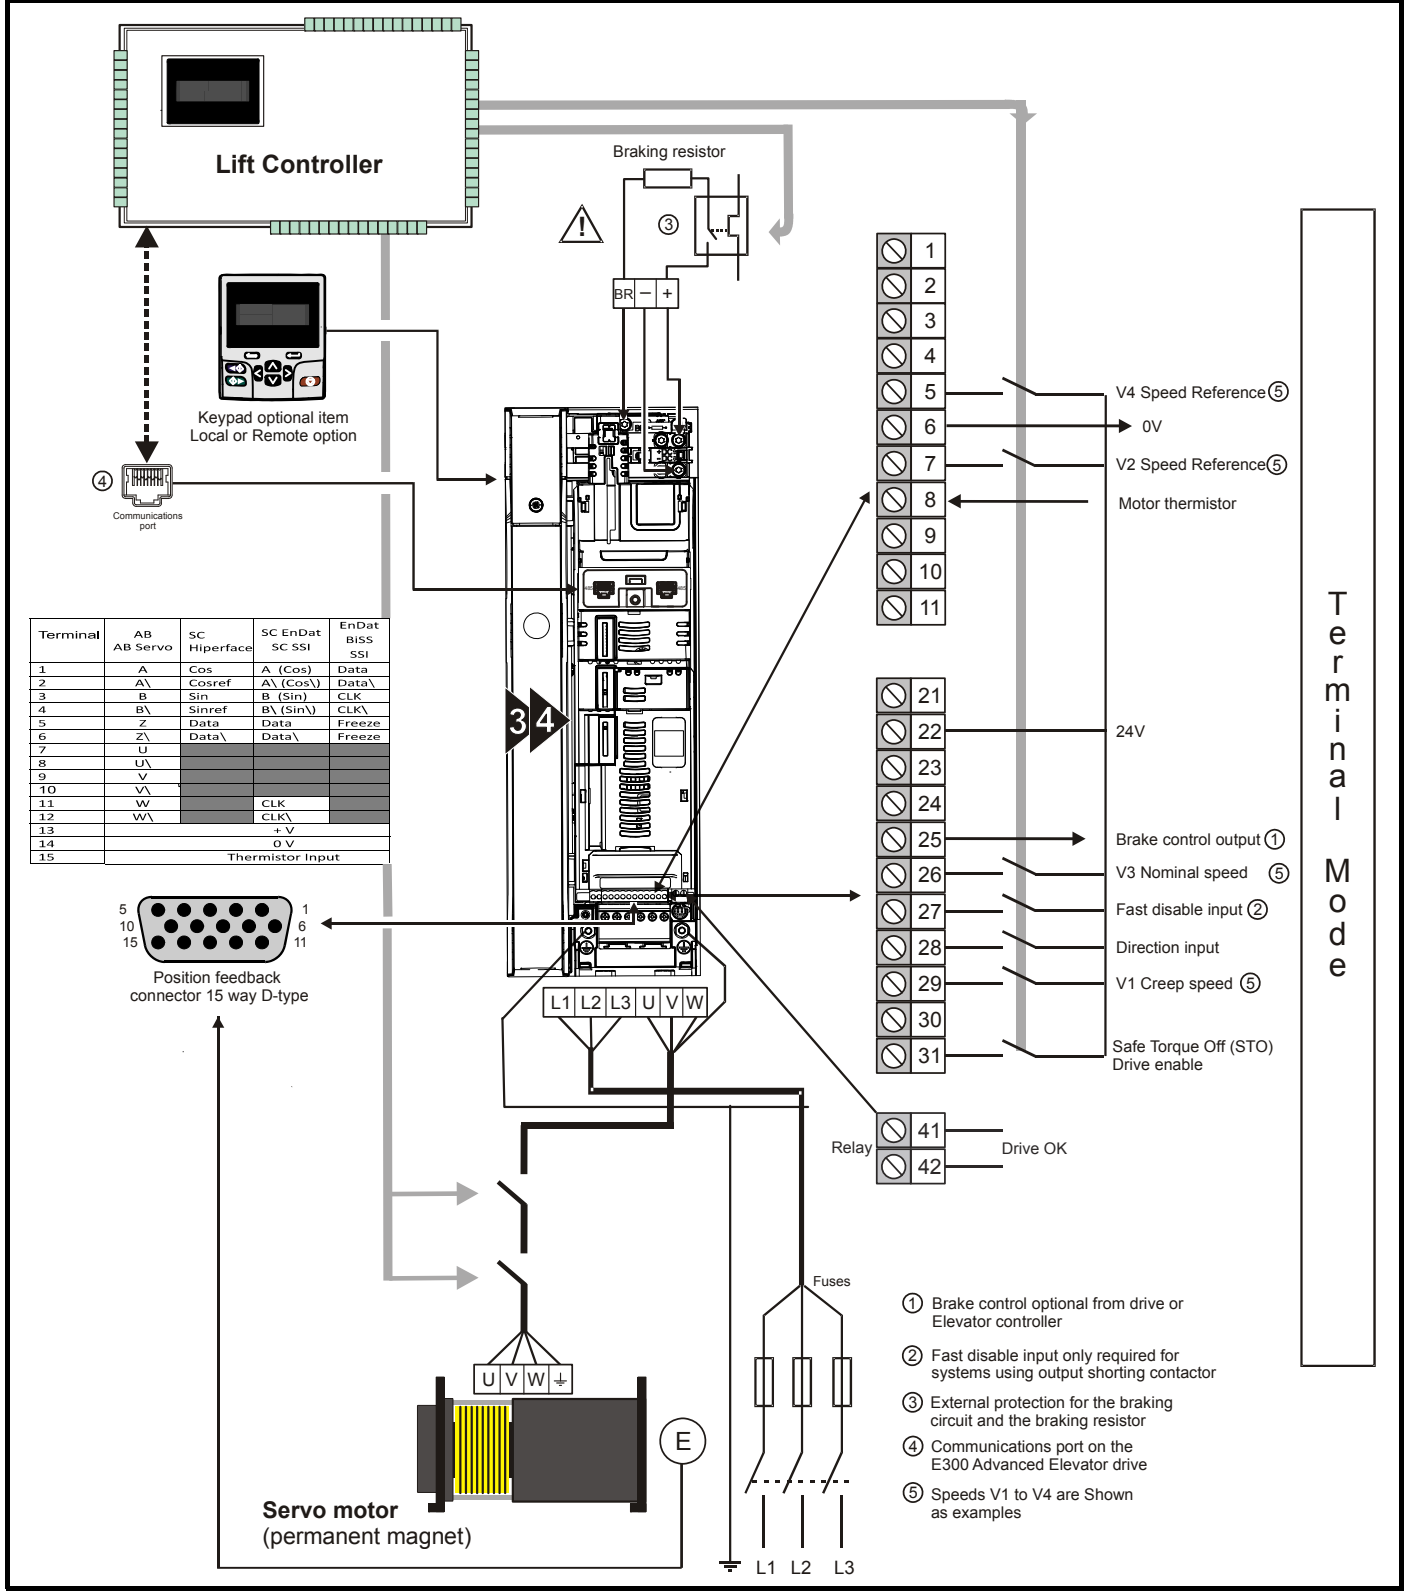 Lift Controller
Braking resistor
3
!
BR − +
Keypad optional item
Local or Remote option
4
Communications
port
Terminal AB AB Servo SC Hiperface SC EnDat SC SSI EnDat BiSS SSI
1 A Cos A (Cos) Data
2 A\ Cosref A\ (Cos\) Data\
3 B Sin B (Sin) CLK
4 B\ Sinref B\ (Sin\) CLK\
5 Z Data Data Freeze
6 Z\ Data\ Data\ Freeze
7 U
8 U\
9 V
10 V\
11 W CLK
12 W\ CLK\
13 + V
14 0 V
15 Thermistor Input
3 4
5 1
10 6
15 11
Position feedback
connector 15 way D-type
L1 L2 L3 U V W
1
2
3
4
5 V4 Speed Reference 5
6 0V
7 V2 Speed Reference 5
8 Motor thermistor
9
10
11
21
22 24V
23
24
25 Brake control output 1
26 V3 Nominal speed 5
27 Fast disable input 2
28 Direction input
29 V1 Creep speed 5
30
31 Safe Torque Off (STO)
Drive enable
Relay 41 Drive OK
42
Terminal Mode
Fuses
U V W
E
Servo motor
(permanent magnet)
L1 L2 L3
1 Brake control optional from drive or
Elevator controller
2 Fast disable input only required for
systems using output shorting contactor
3 External protection for the braking
circuit and the braking resistor
4 Communications port on the
E300 Advanced Elevator drive
5 Speeds V1 to V4 are Shown
as examples